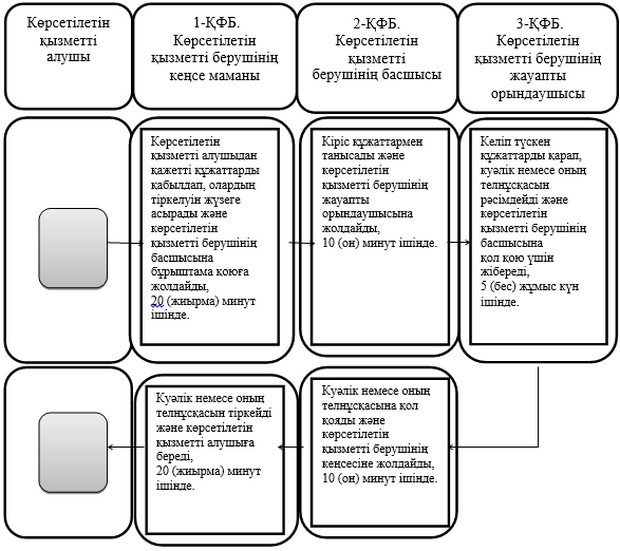 Көрсетілетін
қызметті
алушы
1-ҚФБ.
Көрсетілетін
қызметті берушінің
кеңсе маманы
2-ҚФБ.
Көрсетілетін
қызметті
берушінің басшысы
3-ҚФБ.
Көрсетілетін
қызметті берушінің
жауапты
орындаушысы
Көрсетілетін
қызметті алушыдан
қажетті құжаттарды
қабылдап, олардың
тіркелуін жүзеге
асырады және
көрсетілетін
қызметті берушінің
басшысына
бұрыштама қоюға
жолдайды,
20 (жиырма) минут
ішінде.
Кіріс құжаттармен
танысады және
көрсетілетін
қызметті берушінің
жауапты
орындаушысына
жолдайды,
10 (он) минут ішінде.
Келіп түскен
құжаттарды қарап,
куәлік немесе оның
телнұсқасын
рәсімдейді және
көрсетілетін
қызметті берушінің
басшысына
қол қою үшін
жібереді,
5 (бес) жұмыс күн
ішінде.
Куәлік немесе оның
телнұсқасын тіркейді
және көрсетілетін
қызметті алушыға
береді,
20 (жиырма) минут
ішінде.
Куәлік немесе оның
телнұсқасына қол
қояды және
көрсетілетін
қызметті берушінің
кеңсесіне жолдайды,
10 (он) минут ішінде.